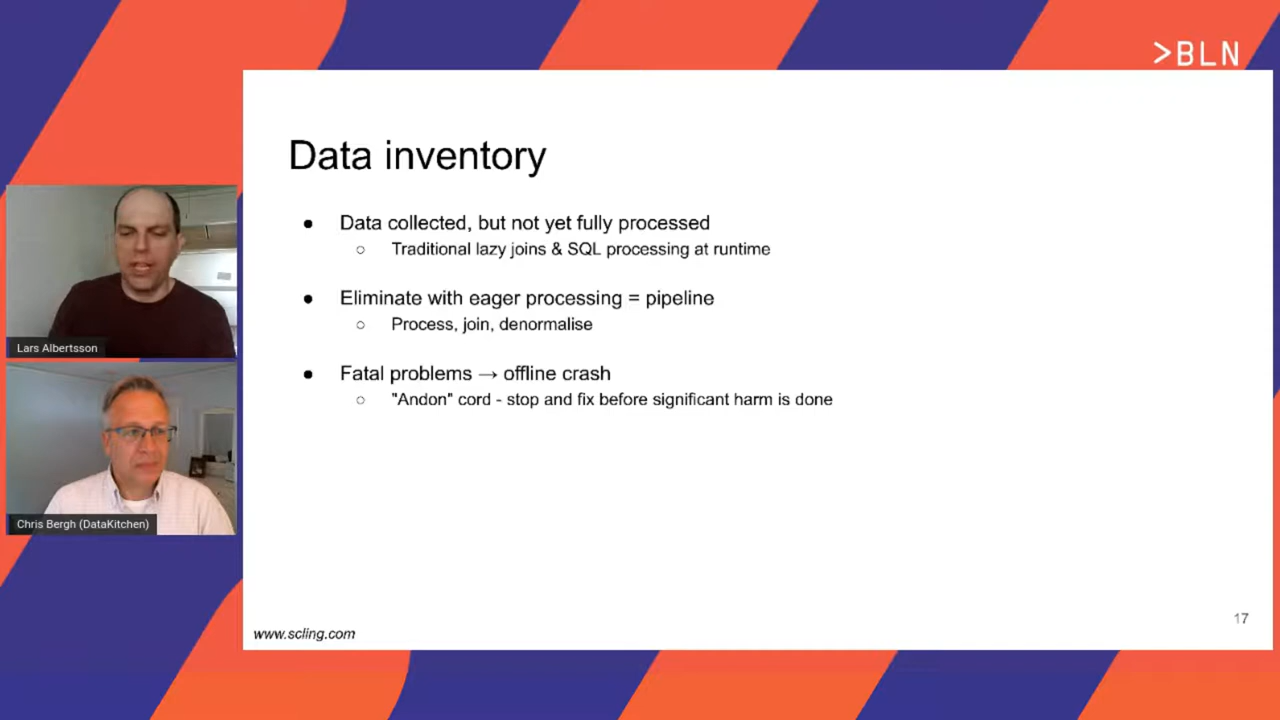 >BLN
Data inventory
● Data collected, but not yet fully processed
○ Traditional lazy joins & SQL processing at runtime
● Eliminate with eager processing = pipeline
○ Process, join, denormalise
● Fatal problems → offline crash
○ "Andon" cord - stop and fix before significant harm is done
Lars Albertsson
Chris Bergh (DataKitchen)
17
www.scling.com